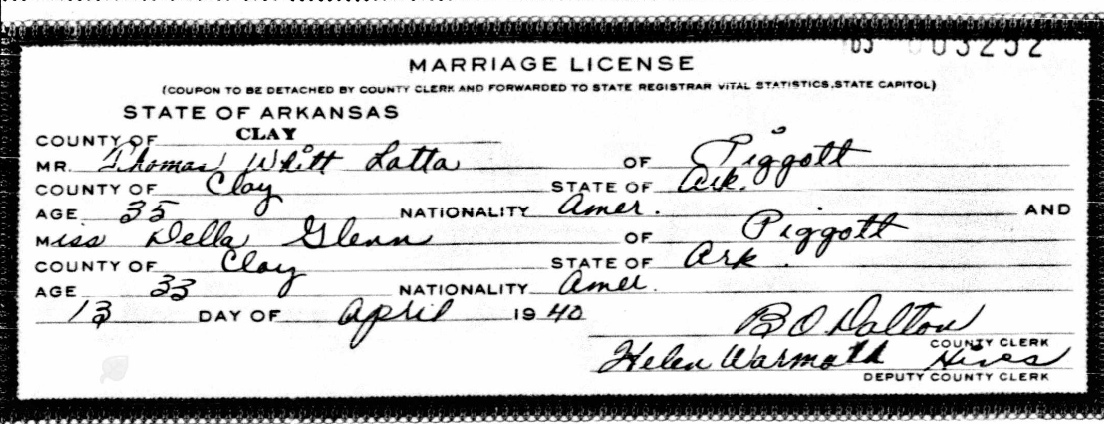 003252
MARRIAGE LICENSE
(COUPON TO BE DETACHED BY COUNTY CLERK AND FORWARDED TO STATE REGISTRAR VITAL STATISTICS, STATE CAPITOL)
STATE OF ARKANSAS
COUNTY OF CLAY
MR. Thomas Whitt Latta OF Piggott
COUNTY OF Clay STATE OF Ark.
AGE 35 NATIONALITY Amer. AND
Miss Della Glenn OF Piggott
COUNTY OF Clay STATE OF Ark.
AGE 33 NATIONALITY Amer.
13 DAY OF April 1940
B O Dalton
COUNTY CLERK
Helen Warmath
DEPUTY COUNTY CLERK